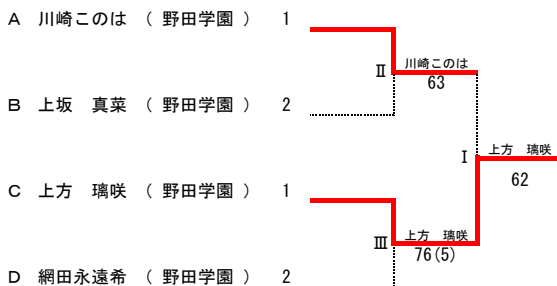 A 川崎このは （ 野田学園 ） 1
Ⅱ 川崎このは
63
B 上坂 真菜 （ 野田学園 ） 2
Ⅰ 上方 璃咲
62
C 上方 璃咲 （ 野田学園 ） 1
Ⅲ 上方 璃咲
76(5)
D 網田永遠希 （ 野田学園 ） 2